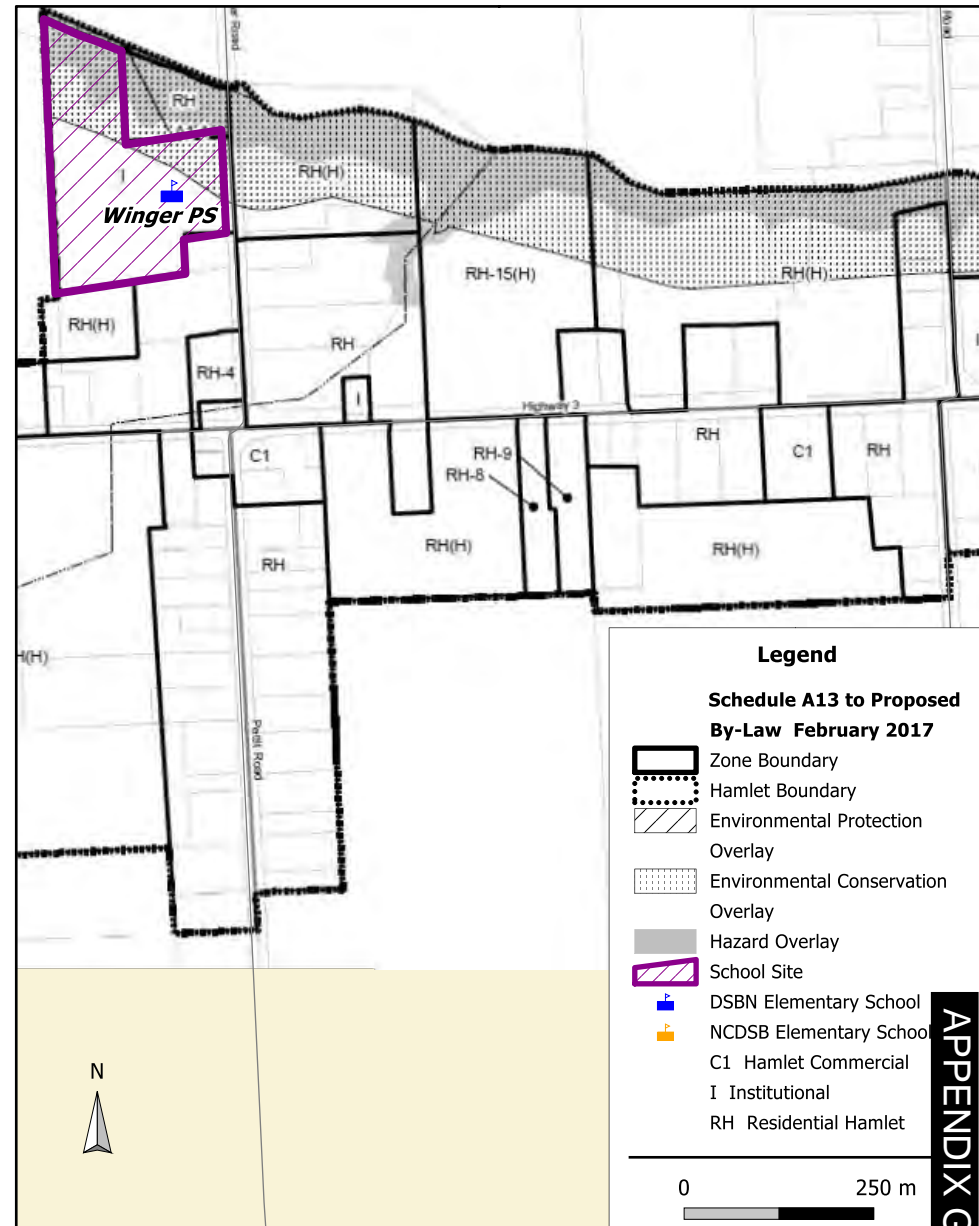 Road
RH
RH(H)
I
Winger PS
RH-15(H)
RH(H)
RH(H)
RH
RH-4
I
Highway 3
C1
RH-9
RH-8
RH
C1
RH
RH(H)
RH
RH(H)
Road
Legend
Schedule A13 to Proposed
By-Law February 2017
Zone Boundary
Hamlet Boundary
Environmental Protection
Overlay
Environmental Conservation
Overlay
Hazard Overlay
School Site
DSBN Elementary School
NCDSB Elementary School
C1 Hamlet Commercial
I Institutional
RH Residential Hamlet
N
0 250 m
APPENDIX